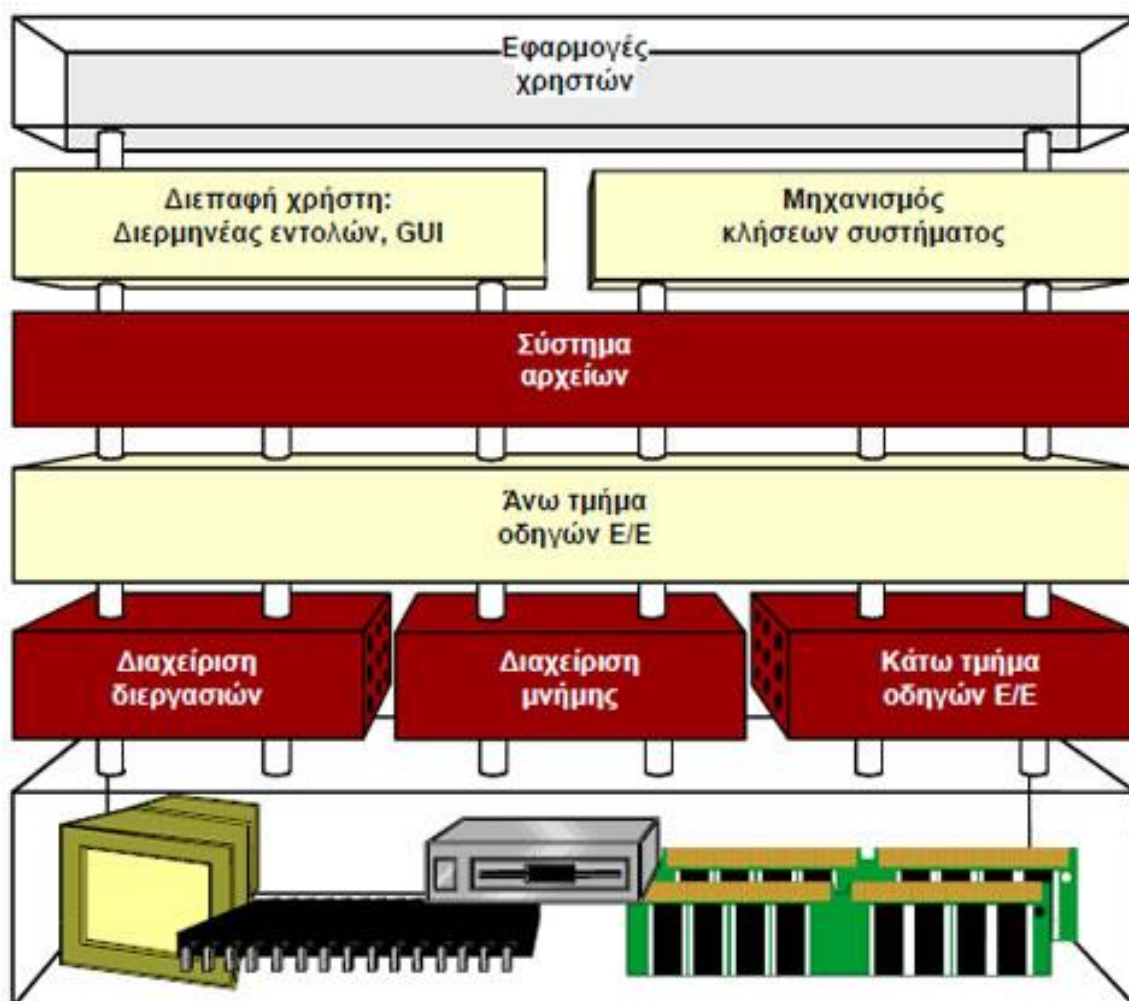 Εφαρμογές
χρηστών
Διεπαφή χρήστη:
Διερμηνέας εντολών, GUI
Μηχανισμός
κλήσεων συστήματος
Σύστημα
αρχείων
Άνω τμήμα
οδηγών Ε/Ε
Διαχείριση
διεργασιών
Διαχείριση
μνήμης
Κάτω τμήμα
οδηγών Ε/Ε